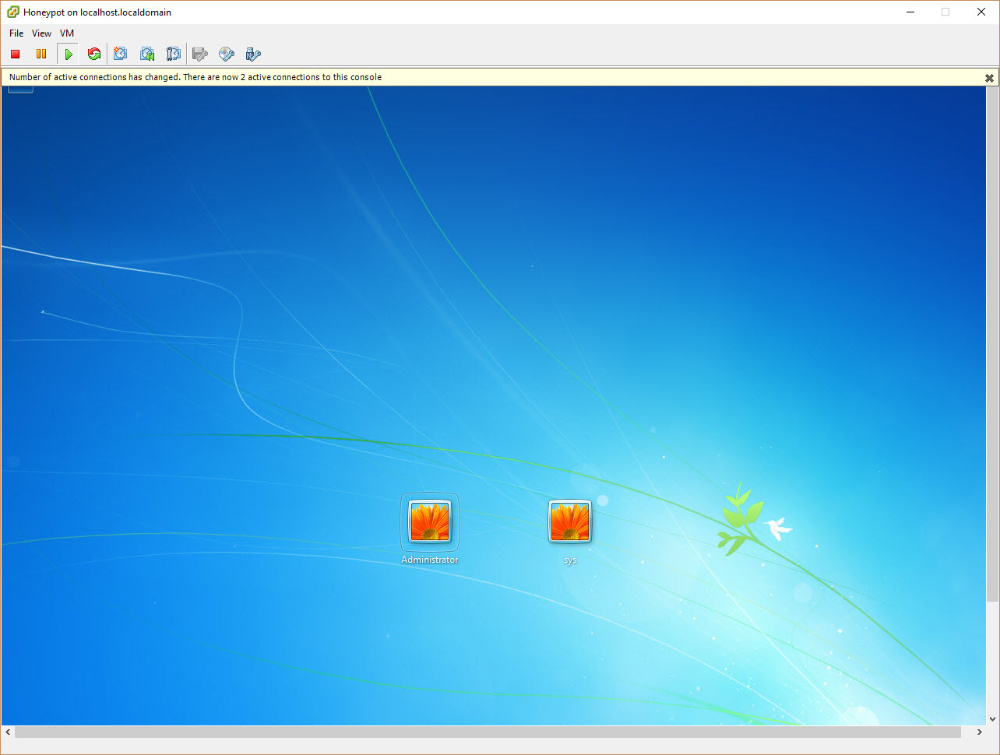 Honeypot on localhost.localdomain
File View VM
Number of active connections has changed. There are now 2 active connections to this console
Administrator
sys